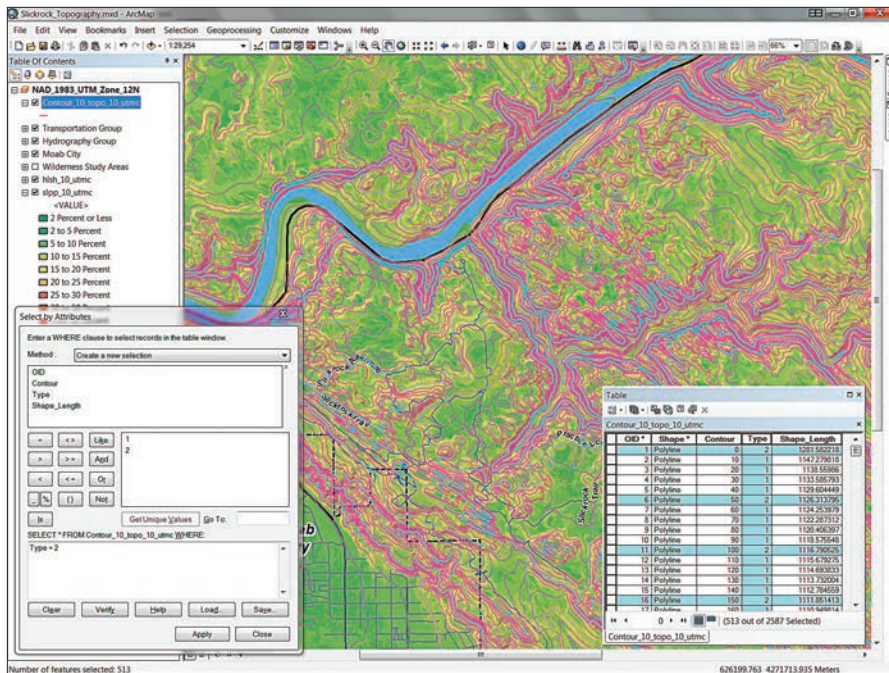 Slickrock_Topography.mxd - ArcMap
File Edit View Bookmarks Insert Selection Geoprocessing Customize Windows Help
1:29,254
66%
Table Of Contents
NAD_1983_UTM_Zone_12N
Contour_10_topo_utmc
Transportation Group
Hydrography Group
Moab City
Wilderness Study Areas
hlsh_10_utmc
slpp_10_utmc
<VALUE>
2 Percent or Less
2 to 5 Percent
5 to 10 Percent
10 to 15 Percent
15 to 20 Percent
20 to 25 Percent
25 to 30 Percent
Select by Attributes
Enter a WHERE clause to select records in the table window.
Method : Create a new selection
OID
Contour
Type
Shape_Length
= < > Like
> > = And
< < = Or
_ % ( ) Not
Is
1
2
Get Unique Values Go To:
SELECT * FROM Contour_10_topo_10_utmc WHERE:
Type = 2
Clear Verify Help Load... Save...
Apply Close
Slickrock Trail
Table
Contour_10_topo_10_utmc
OID * Shape * Contour Type Shape_Length
1 Polyline 0 2 1281.582218
2 Polyline 10 1 1147.279818
3 Polyline 20 1 1138.55986
4 Polyline 30 1 1133.585793
5 Polyline 40 1 1129.604449
6 Polyline 50 2 1126.313795
7 Polyline 60 1 1124.253979
8 Polyline 70 1 1122.287312
9 Polyline 80 1 1120.406397
10 Polyline 90 1 1118.575548
11 Polyline 100 2 1116.790525
12 Polyline 110 1 1115.679275
13 Polyline 120 1 1114.693833
14 Polyline 130 1 1113.732004
15 Polyline 140 1 1112.784559
16 Polyline 150 2 1111.851413
17 Polyline 160 1
0 (513 out of 2587 Selected)
Contour_10_topo_10_utmc
Number of features selected: 513
626199.763 4271713.935 Meters